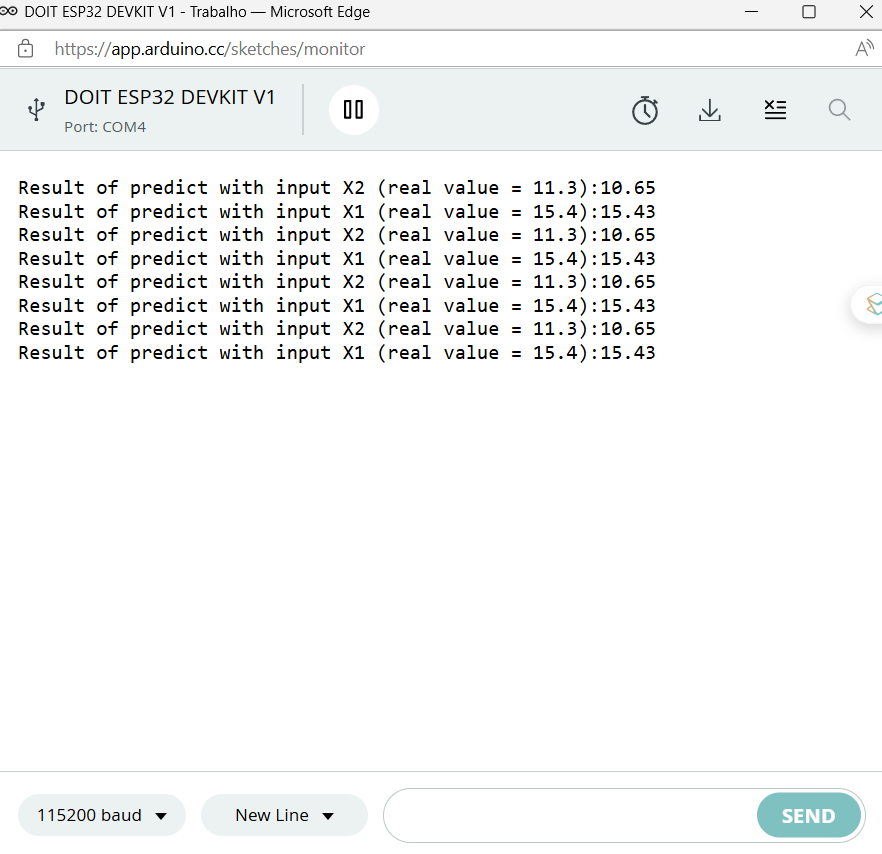 DOIT ESP32 DEVKIT V1 - Trabalho — Microsoft Edge
https://app.arduino.cc/sketches/monitor
DOIT ESP32 DEVKIT V1
Port: COM4
Result of predict with input X2 (real value = 11.3):10.65
Result of predict with input X1 (real value = 15.4):15.43
Result of predict with input X2 (real value = 11.3):10.65
Result of predict with input X1 (real value = 15.4):15.43
Result of predict with input X2 (real value = 11.3):10.65
Result of predict with input X1 (real value = 15.4):15.43
Result of predict with input X2 (real value = 11.3):10.65
Result of predict with input X1 (real value = 15.4):15.43
115200 baud New Line SEND